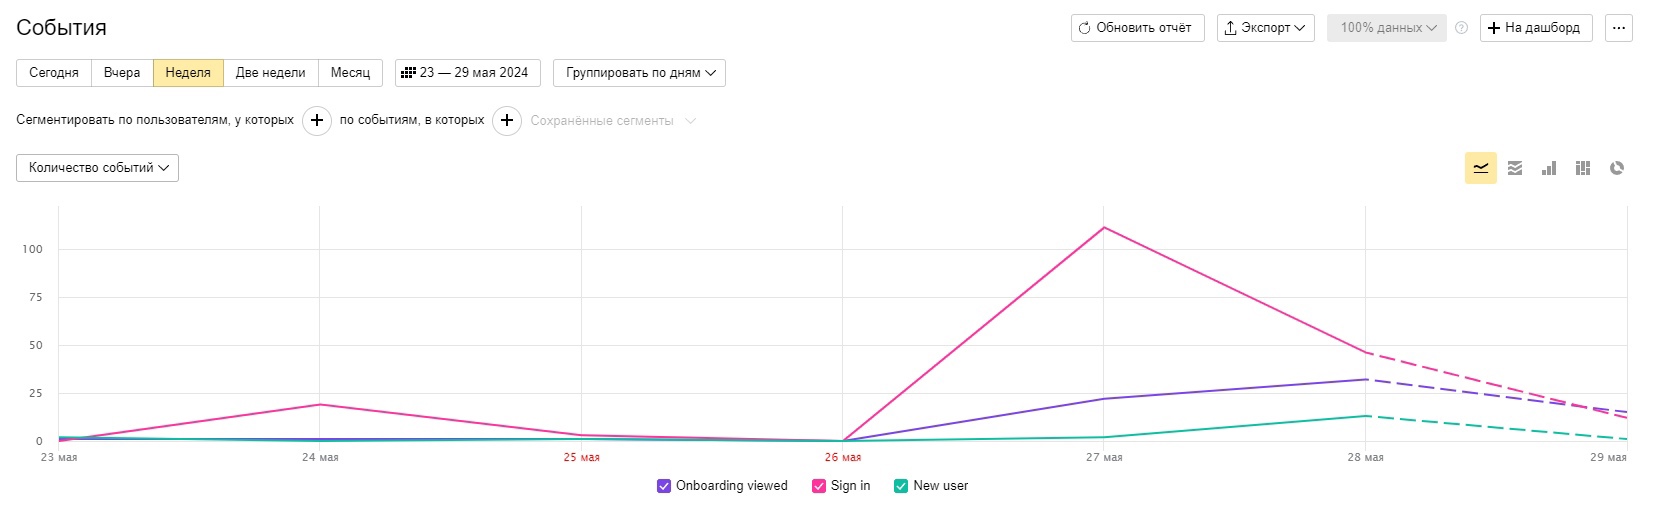 События
Обновить отчёт Экспорт 100% данных ? + На дашборд ...
Сегодня Вчера Неделя Две недели Месяц 23 — 29 мая 2024 Группировать по дням
Сегментировать по пользователям, у которых + по событиям, в которых + Сохранённые сегменты
Количество событий
100
75
50
25
0
23 мая 24 мая 25 мая 26 мая 27 мая 28 мая 29 мая
Onboarding viewed Sign in New user